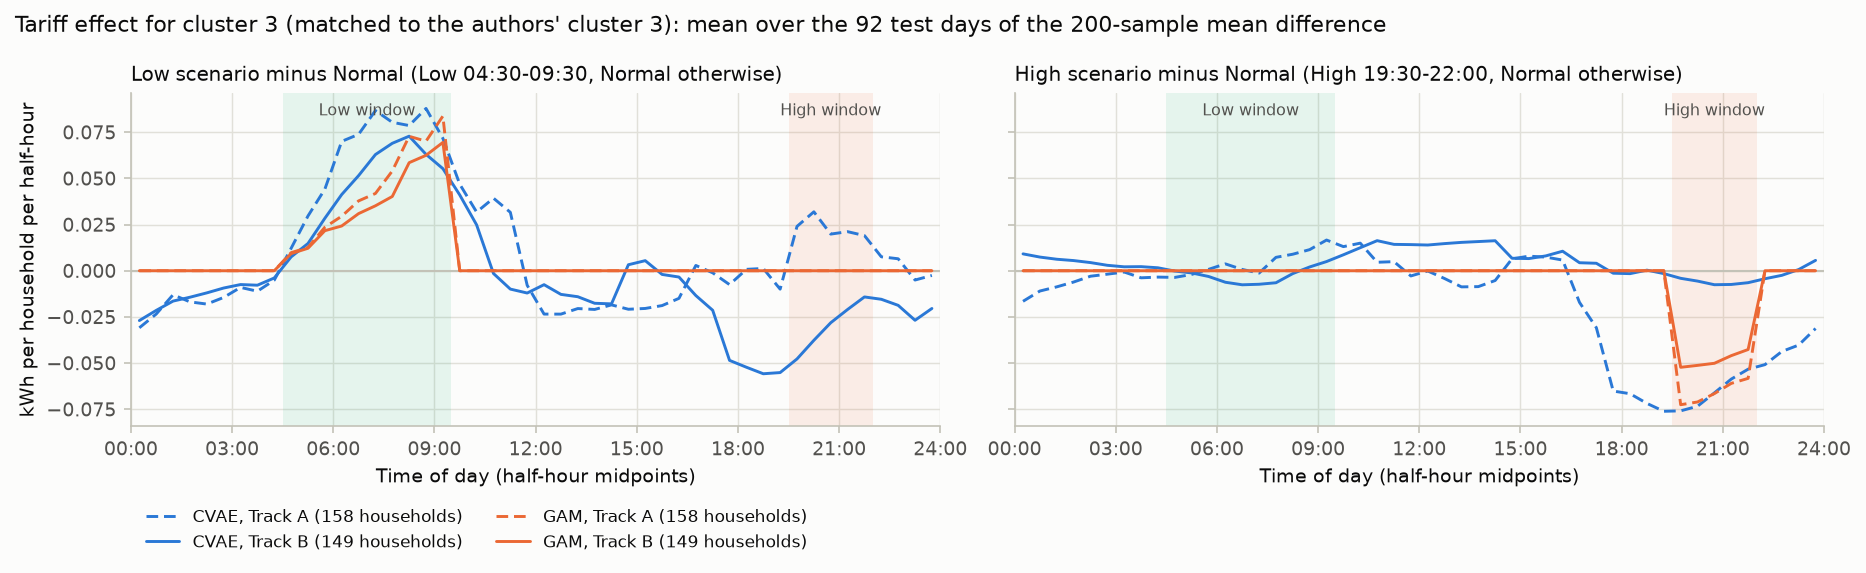 Tariff effect for cluster 3 (matched to the authors' cluster 3): mean over the 92 test days of the 200-sample mean difference
Low scenario minus Normal (Low 04:30-09:30, Normal otherwise)
kWh per household per half-hour
0.075
0.050
0.025
0.000
−0.025
−0.050
−0.075
Low window
High window
00:00 03:00 06:00 09:00 12:00 15:00 18:00 21:00 24:00
Time of day (half-hour midpoints)
High scenario minus Normal (High 19:30-22:00, Normal otherwise)
Low window
High window
00:00 03:00 06:00 09:00 12:00 15:00 18:00 21:00 24:00
Time of day (half-hour midpoints)
CVAE, Track A (158 households)
CVAE, Track B (149 households)
GAM, Track A (158 households)
GAM, Track B (149 households)